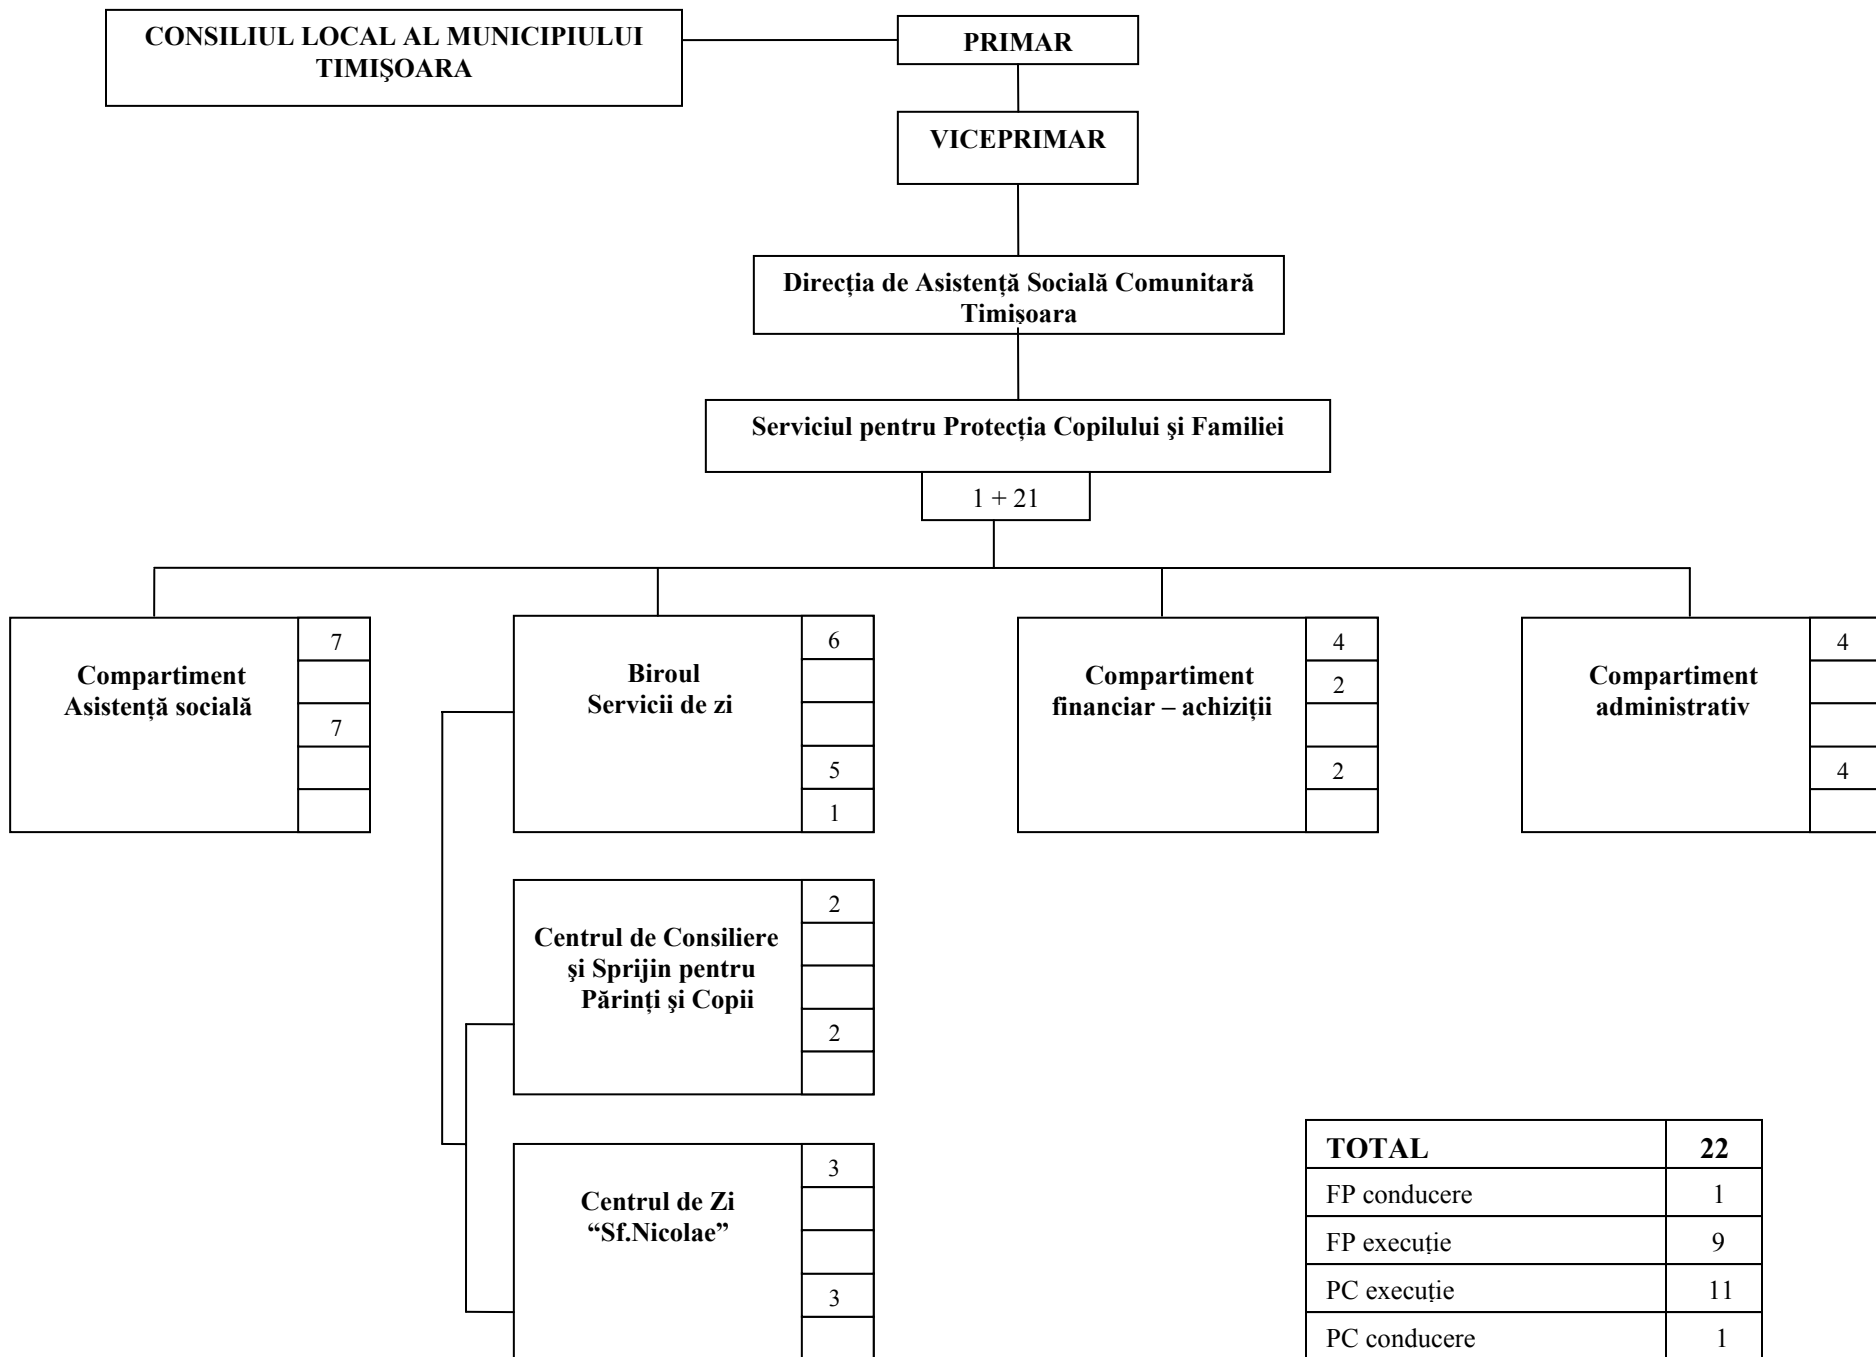 CONSILIUL LOCAL AL MUNICIPIULUI
TIMIŞOARA
PRIMAR
VICEPRIMAR
Direcția de Asistență Socială Comunitară
Timişoara
Serviciul pentru Protecția Copilului şi Familiei
1 + 21
Compartiment
Asistență socială
7
7
Biroul
Servicii de zi
6
5
1
Compartiment
financiar – achiziții
4
2
2
Compartiment
administrativ
4
4
Centrul de Consiliere
şi Sprijin pentru
Părinți şi Copii
2
2
Centrul de Zi
“Sf.Nicolae”
3
3
TOTAL 22
FP conducere 1
FP execuție 9
PC execuție 11
PC conducere 1